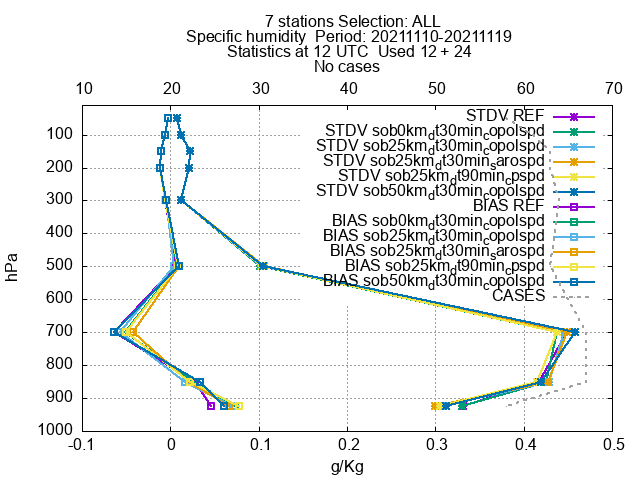 7 stations Selection: ALL
Specific humidity  Period: 20211110-20211119
Statistics at 12 UTC  Used 12 + 24
No cases
10 20 30 40 50 60 70
STDV REF
STDV sob0km_dt30min_copolspd
STDV sob25km_dt30min_copolspd
STDV sob25km_dt30min_sarospd
STDV sob25km_dt90min_cpspd
STDV sob50km_dt30min_copolspd
BIAS REF
BIAS sob0km_dt30min_copolspd
BIAS sob25km_dt30min_copolspd
BIAS sob25km_dt30min_sarospd
BIAS sob25km_dt90min_cpspd
BIAS sob50km_dt30min_copolspd
CASES
hPa
100
200
300
400
500
600
700
800
900
1000
-0.1 0 0.1 0.2 0.3 0.4 0.5
g/Kg